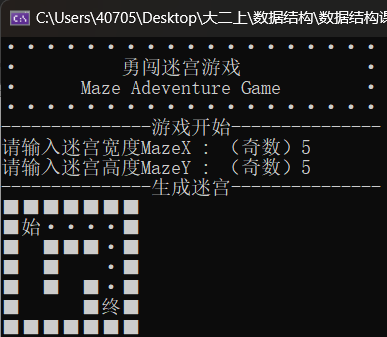 C:\Users\40705\Desktop\大二上\数据结构\数据结构课
勇闯迷宫游戏
Maze Adeventure Game
游戏开始
请输入迷宫宽度MazeX : （奇数）5
请输入迷宫高度MazeY : （奇数）5
生成迷宫
始
终